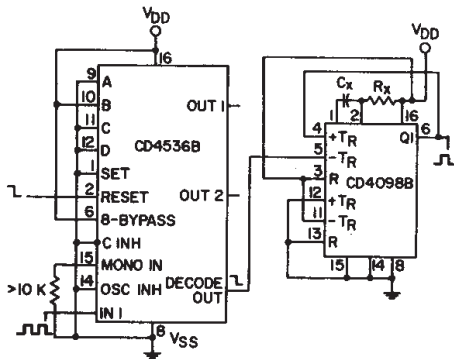 VDD
16
9 A
10 B
11 C
12 D
1 SET
2 RESET
6 8-BYPASS
C INH
15 MONO IN
14 OSC INH
IN 1
>10 K
CD4536B
OUT 1
OUT 2
DECODE
OUT
8 VSS
VDD
CX RX
1 2 16
4 +TR
5 -TR
3 R
12 +TR
11 -TR
13 R
Q1 6
CD4098B
15 14 8